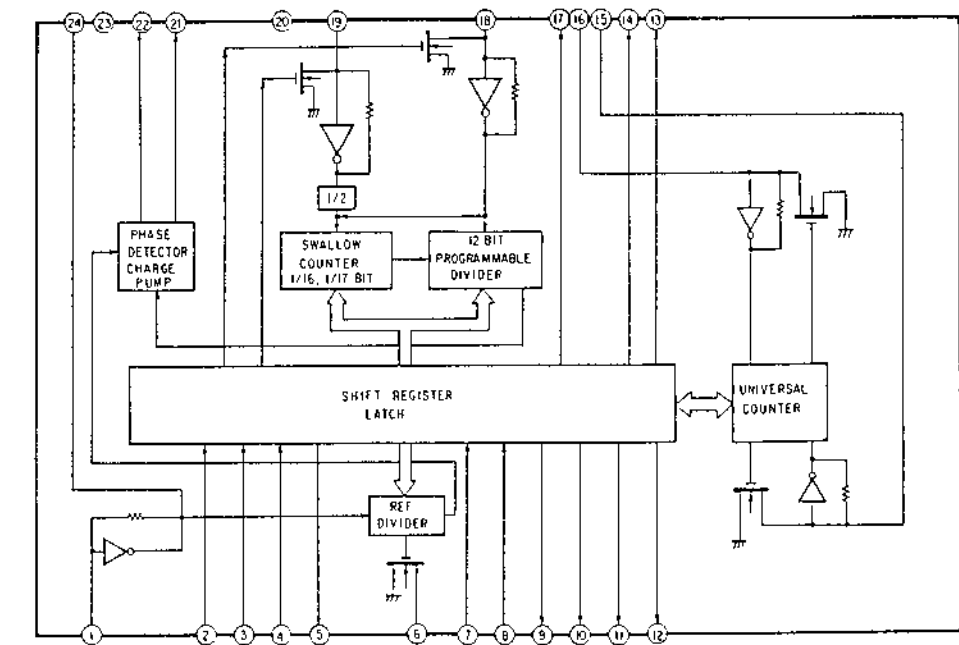 24 23 22 21 20 19 18 17 16 15 14 13
1/2
PHASE
DETECTOR
CHARGE
PUMP
SWALLOW
COUNTER
1/16, 1/17 BIT
12 BIT
PROGRAMMABLE
DIVIDER
SHIFT REGISTER
LATCH
UNIVERSAL
COUNTER
REF
DIVIDER
1 2 3 4 5 6 7 8 9 10 11 12